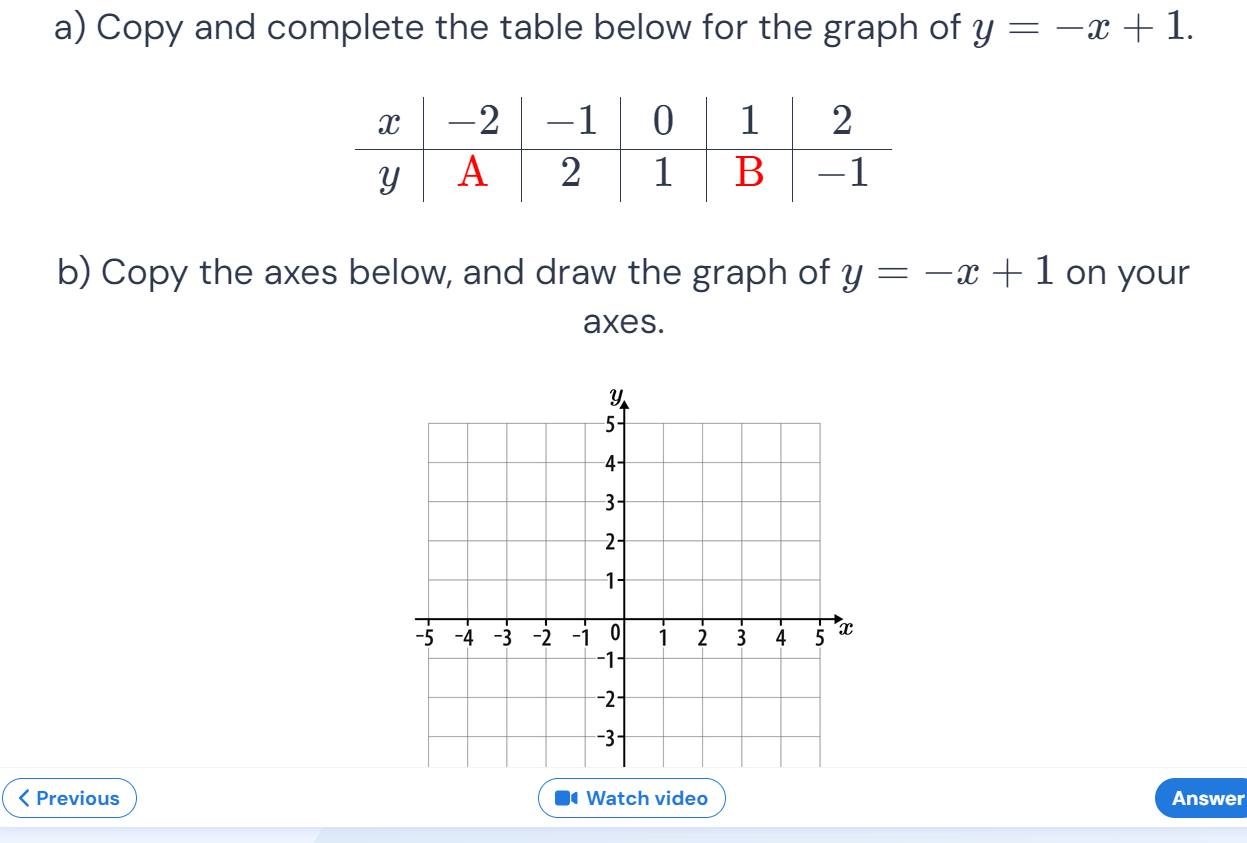 a) Copy and complete the table below for the graph of y = −x + 1.
x −2 −1 0 1 2
y A 2 1 B −1
b) Copy the axes below, and draw the graph of y = −x + 1 on your
axes.
y
5
4
3
2
1
-5 -4 -3 -2 -1 0 1 2 3 4 5 x
-1
-2
-3
Previous
Watch video
Answer